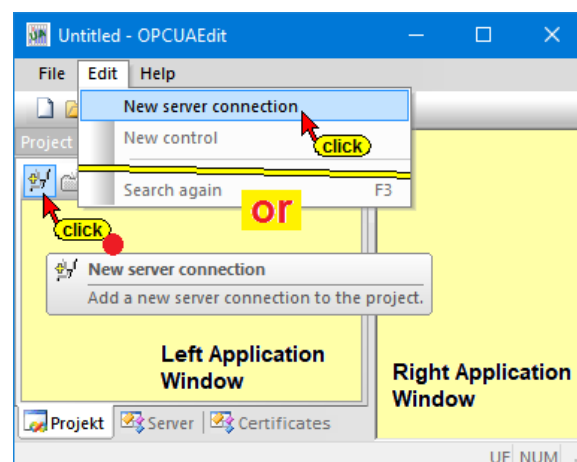 Untitled - OPCUAEdit
File Edit Help
New server connection
Project
New control
click
Search again F3
or
click
New server connection
Add a new server connection to the project.
Left Application
Window
Right Application
Window
Projekt Server Certificates
UF NUM